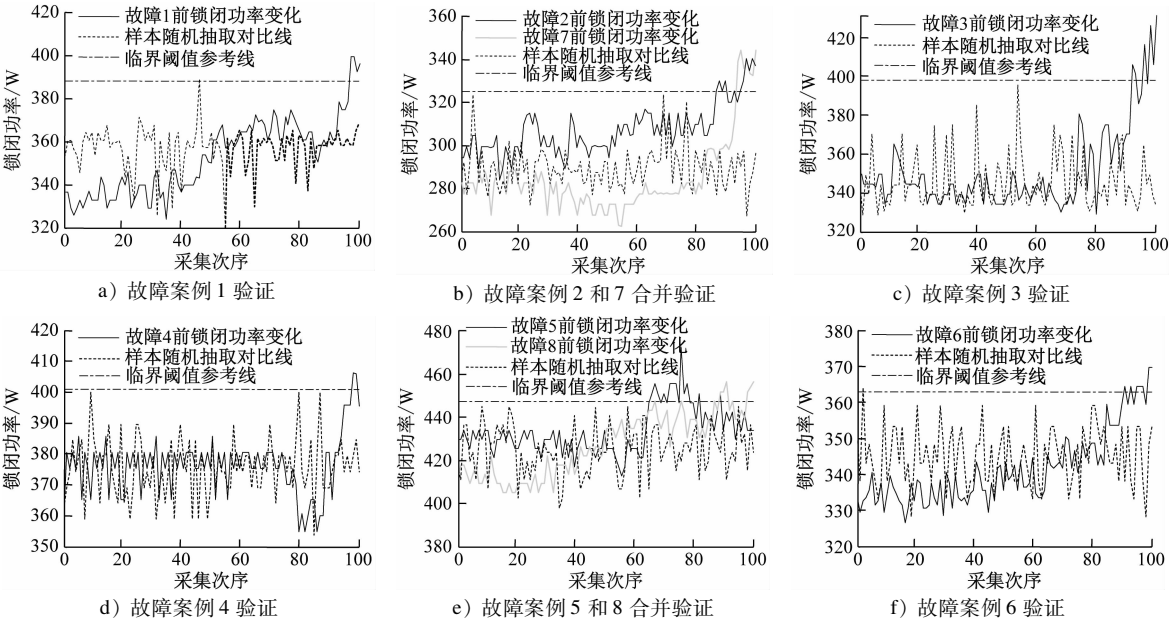 420
400
380
360
340
320
锁闭功率/W
故障1前锁闭功率变化
样本随机抽取对比线
临界阈值参考线
0 20 40 60 80 100
采集次序
a）故障案例1 验证
360
340
320
300
280
260
锁闭功率/W
故障2前锁闭功率变化
故障7前锁闭功率变化
样本随机抽取对比线
临界阈值参考线
0 20 40 60 80 100
采集次序
b）故障案例2 和7 合并验证
420
400
380
360
340
320
锁闭功率/W
故障3前锁闭功率变化
样本随机抽取对比线
临界阈值参考线
0 20 40 60 80 100
采集次序
c）故障案例3 验证
420
410
400
390
380
370
360
350
锁闭功率/W
故障4前锁闭功率变化
样本随机抽取对比线
临界阈值参考线
0 20 40 60 80 100
采集次序
d）故障案例4 验证
480
460
440
420
400
380
锁闭功率/W
故障5前锁闭功率变化
故障8前锁闭功率变化
样本随机抽取对比线
临界阈值参考线
0 20 40 60 80 100
采集次序
e）故障案例5 和8 合并验证
380
370
360
350
340
330
320
锁闭功率/W
故障6前锁闭功率变化
样本随机抽取对比线
临界阈值参考线
0 20 40 60 80 100
采集次序
f）故障案例6 验证